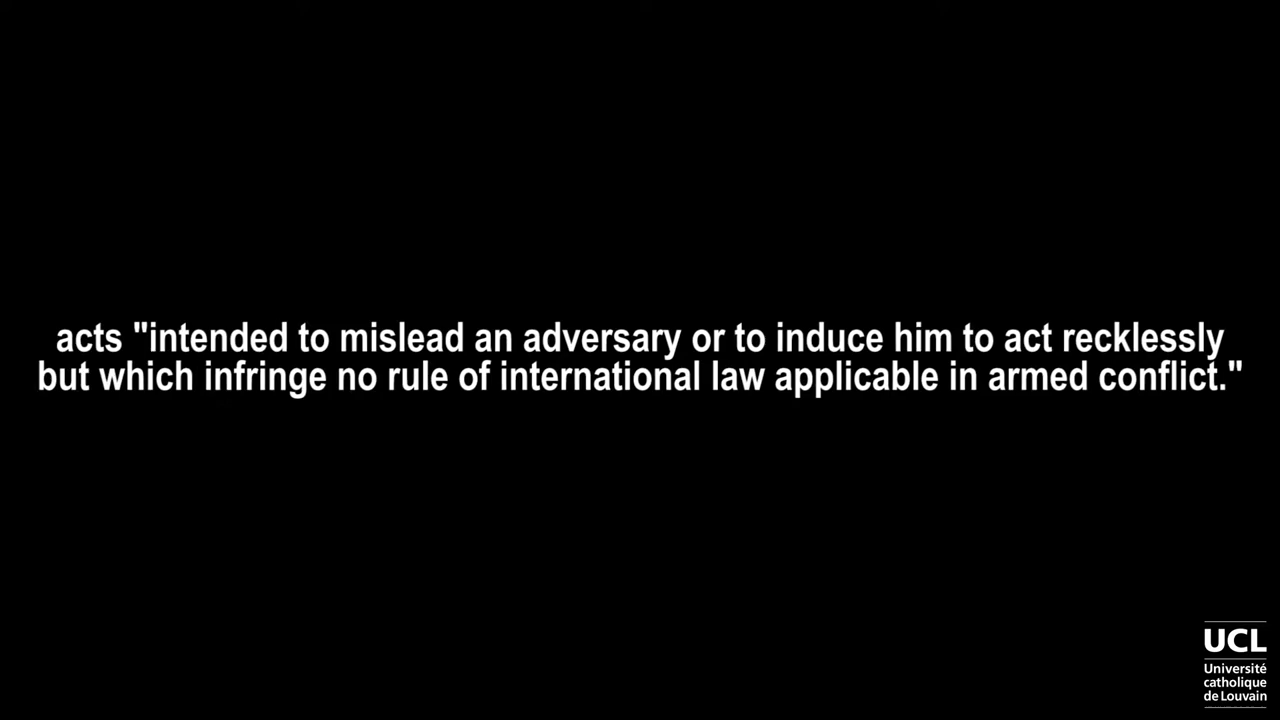 acts "intended to mislead an adversary or to induce him to act recklessly
but which infringe no rule of international law applicable in armed conflict."
UCL
Université
catholique
de Louvain